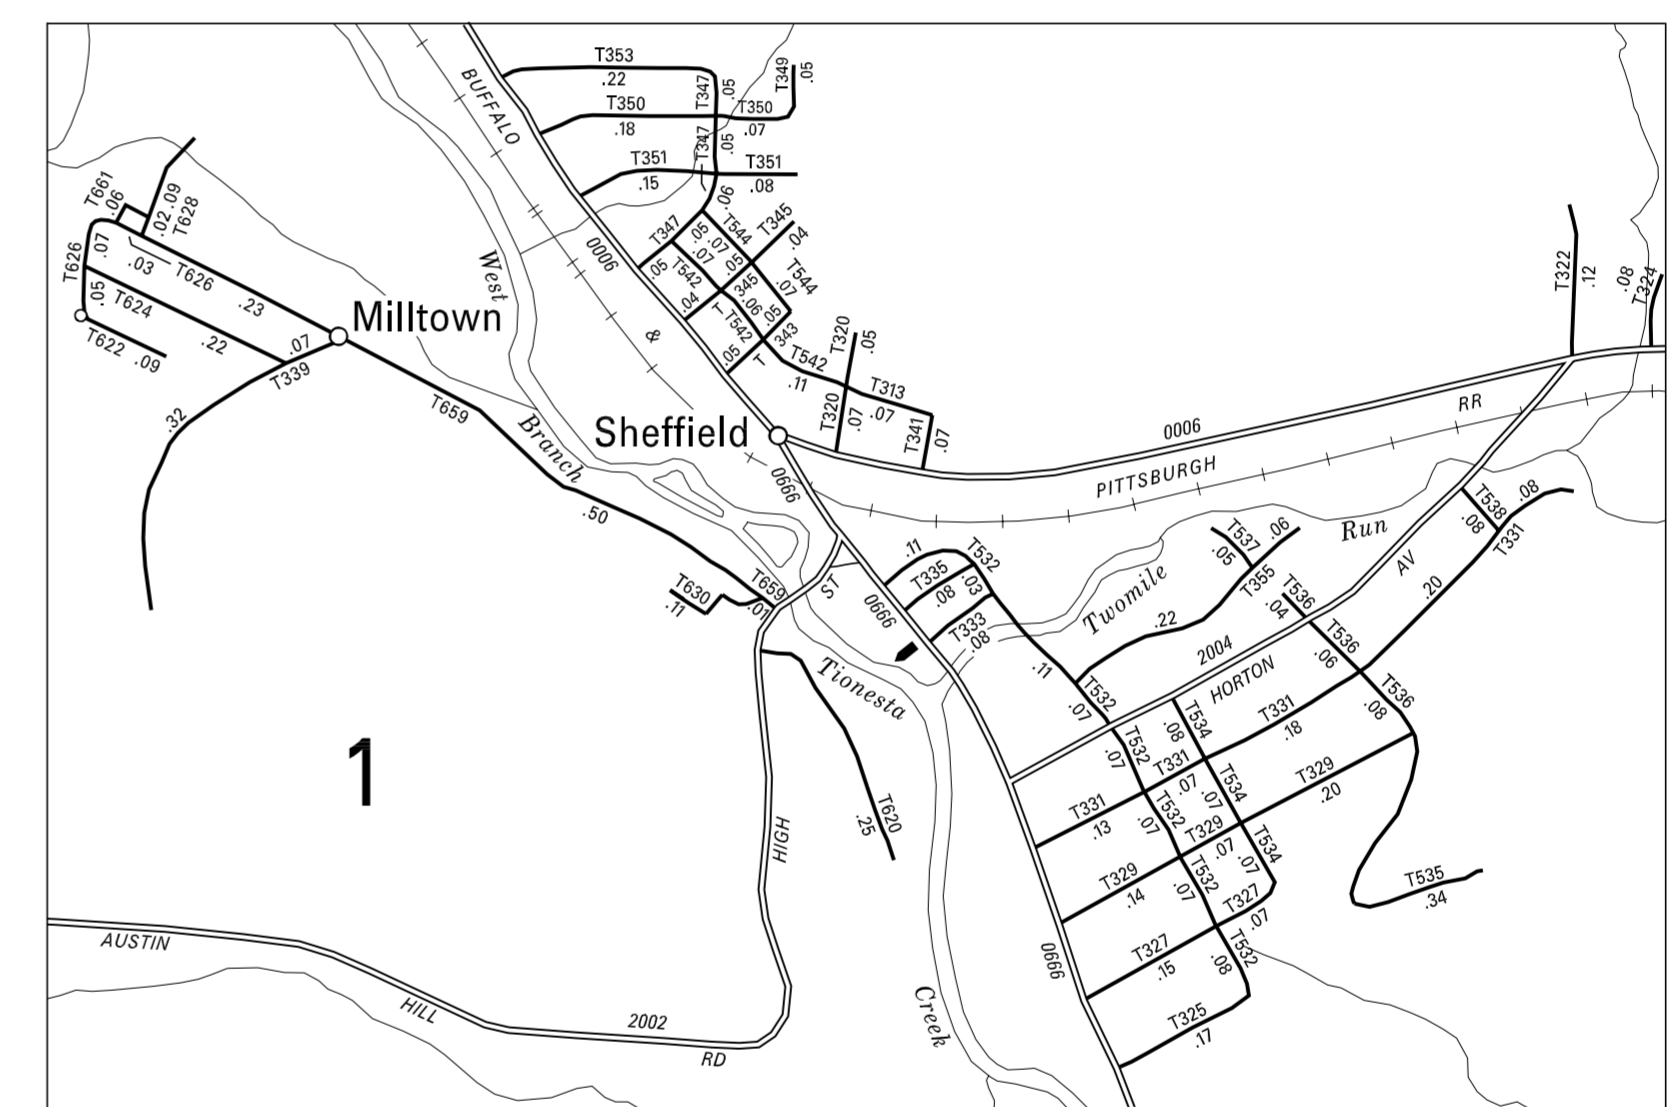 T353
.22
T347
.05
T349
.05
BUFFALO
T350
.18
T350
.07
T347
.05
T351
.15
T351
.08
.06
T661
.06
.02
.09
T628
T626
.07
.03
T626
.23
.05
T624
.22
T622
.09
Milltown
.07
T339
.32
T659
.50
West
Branch
0006
&
T347
.05
.05
.07
T544
T345
.04
T542
.07
.05
.04
T
345
T544
.07
T542
.06
.05
.05
T
343
T542
.11
T320
.05
T313
.07
T320
.07
T341
.07
Sheffield
0666
0006
PITTSBURGH
RR
T322
.12
.08
T324
T538
.08
.08
T331
.20
Run
AV
Twomile
T537
.05
.06
T355
.22
T536
.04
T536
.06
T536
.08
2004
HORTON
.11
T532
T335
.08
.03
T333
.08
.11
T630
.11
T659
.01
ST
0666
Tionesta
T532
.07
T532
.07
T534
.08
T331
.18
T331
.07
T331
.13
T534
.07
T329
.20
T532
.07
T329
.07
T329
.14
T534
.07
T532
.07
T327
.07
T327
.15
T532
.08
T325
.17
T535
.34
1
HIGH
T620
.25
0666
Creek
AUSTIN
HILL
2002
RD